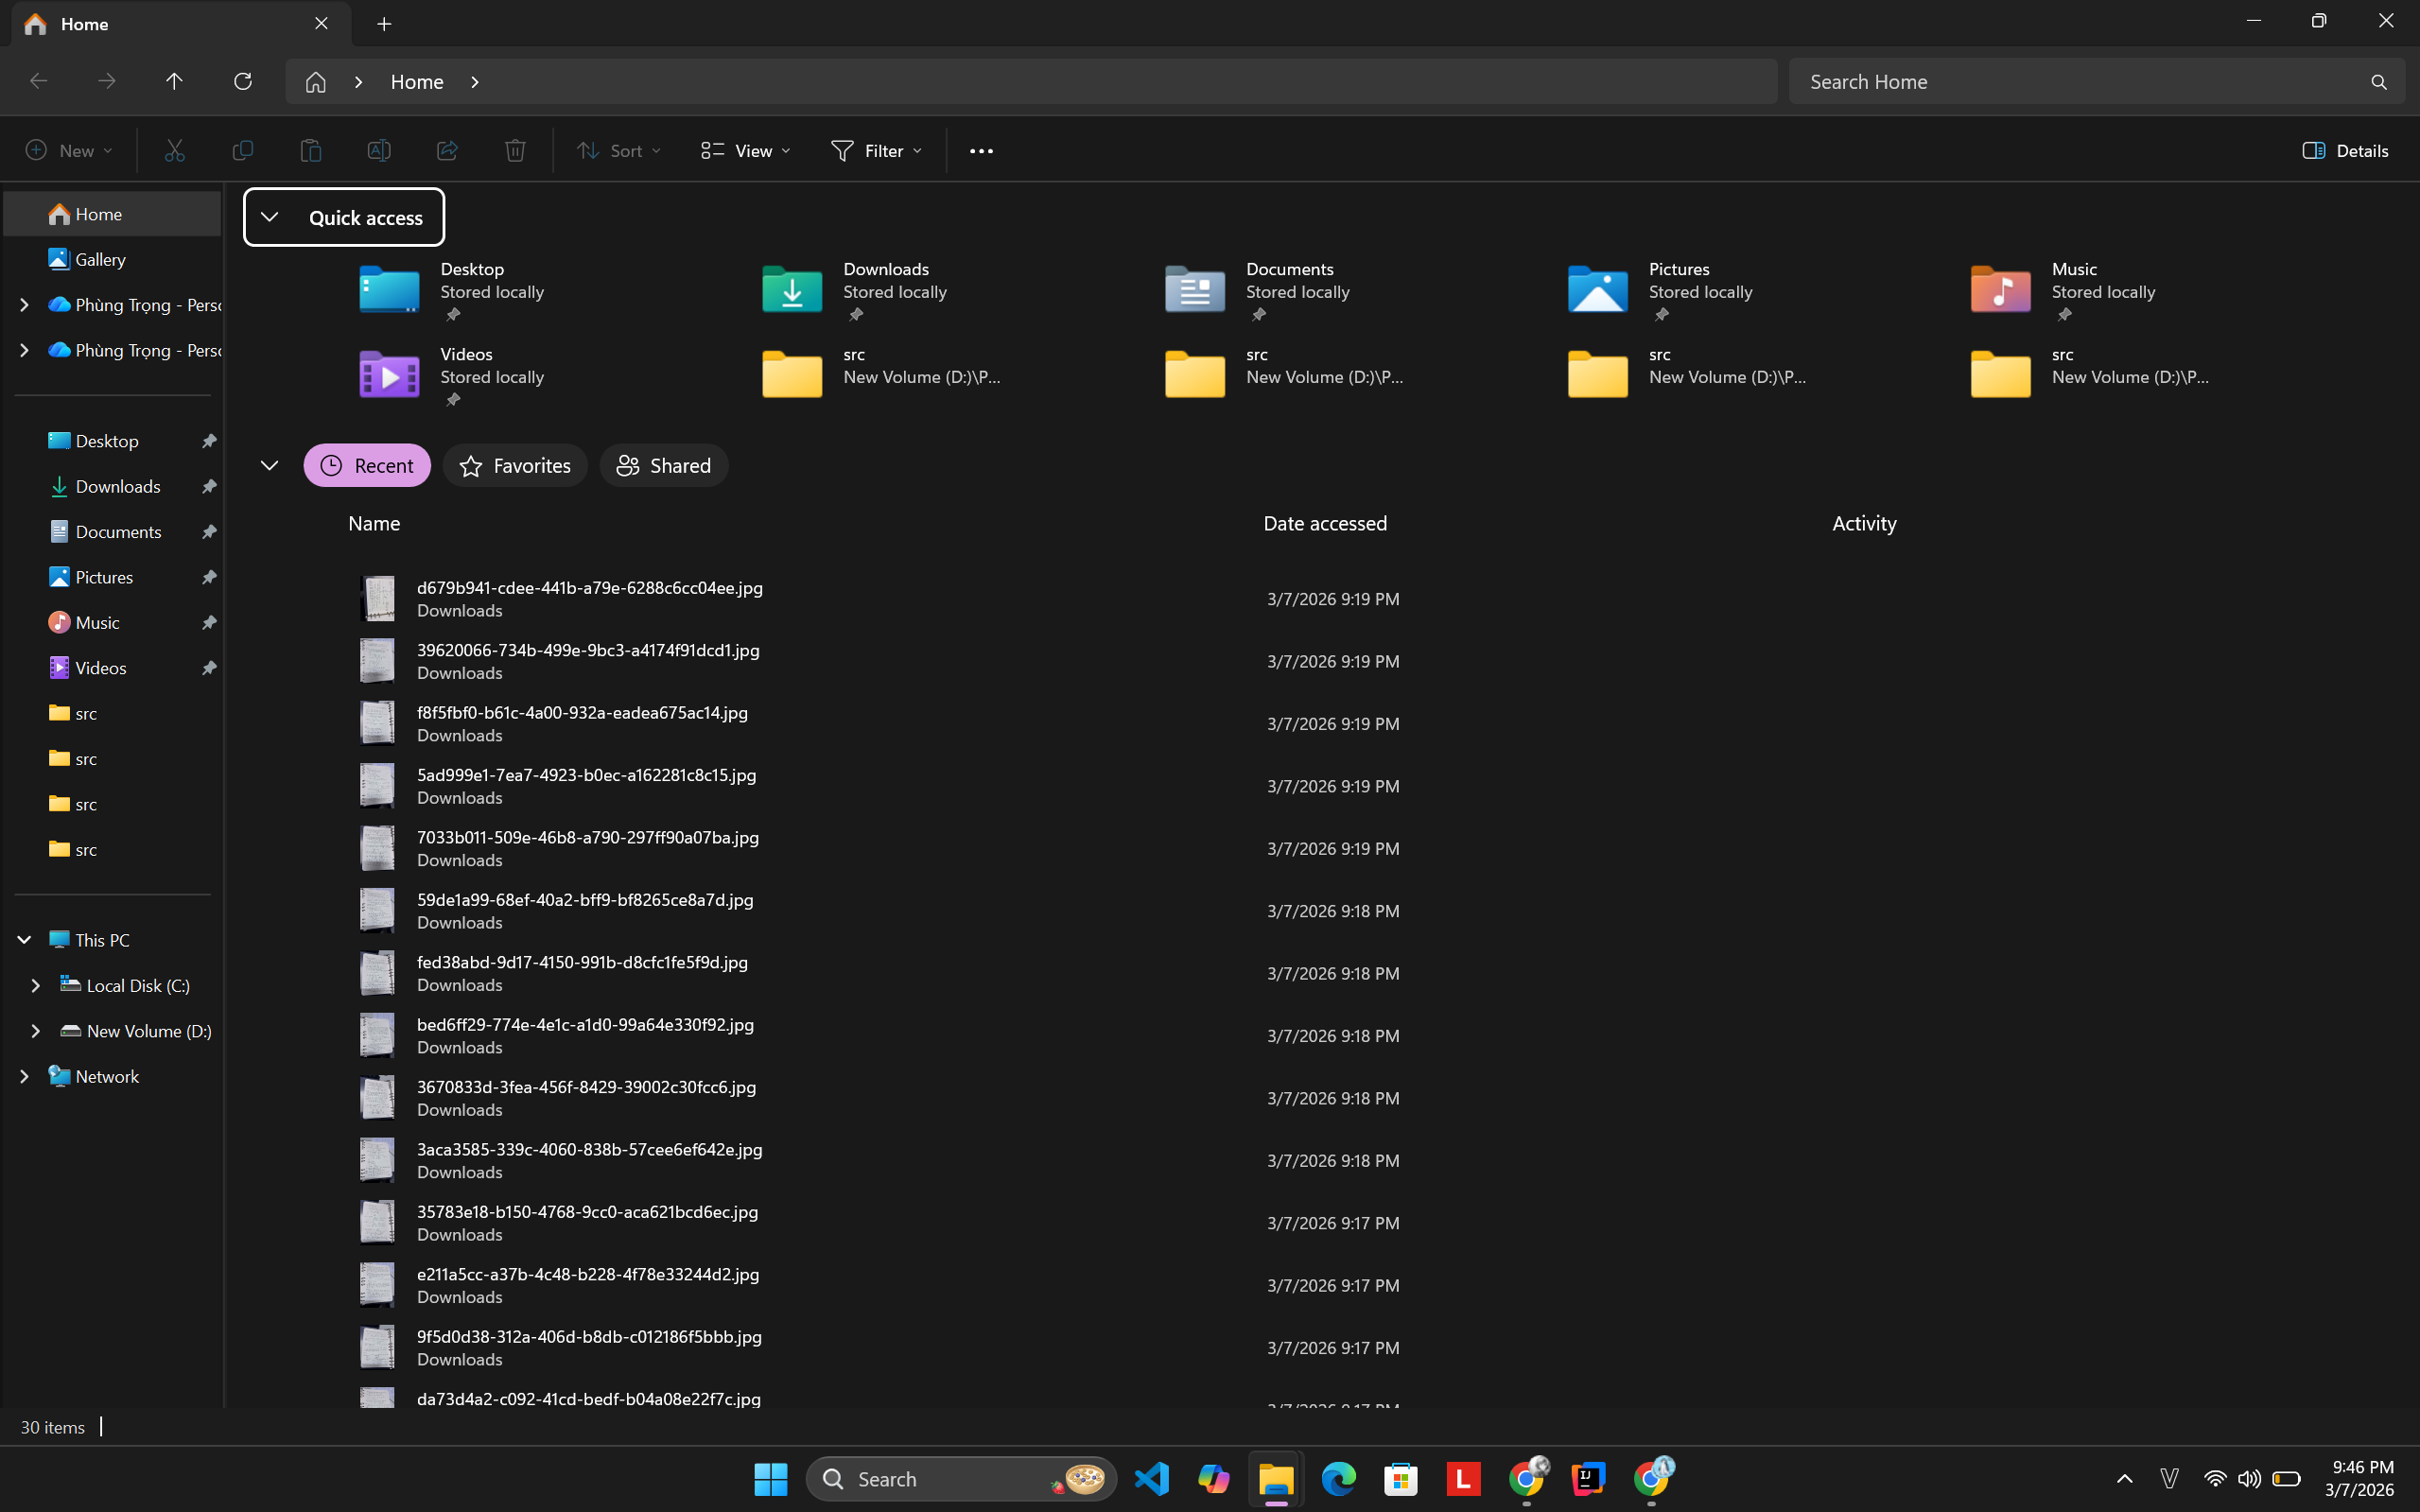 Home
Home
Search Home
New
Sort
View
Filter
Details
Home
Gallery
Phùng Trọng - Pers
Phùng Trọng - Pers
Desktop
Downloads
Documents
Pictures
Music
Videos
src
src
src
src
This PC
Local Disk (C:)
New Volume (D:)
Network
Quick access
Desktop
Stored locally
Downloads
Stored locally
Documents
Stored locally
Pictures
Stored locally
Music
Stored locally
Videos
Stored locally
src
New Volume (D:)\P...
src
New Volume (D:)\P...
src
New Volume (D:)\P...
src
New Volume (D:)\P...
Recent
Favorites
Shared
Name Date accessed Activity
d679b941-cdee-441b-a79e-6288c6cc04ee.jpg
Downloads
3/7/2026 9:19 PM
39620066-734b-499e-9bc3-a4174f91dcd1.jpg
Downloads
3/7/2026 9:19 PM
f8f5fbf0-b61c-4a00-932a-eadea675ac14.jpg
Downloads
3/7/2026 9:19 PM
5ad999e1-7ea7-4923-b0ec-a162281c8c15.jpg
Downloads
3/7/2026 9:19 PM
7033b011-509e-46b8-a790-297ff90a07ba.jpg
Downloads
3/7/2026 9:19 PM
59de1a99-68ef-40a2-bff9-bf8265ce8a7d.jpg
Downloads
3/7/2026 9:18 PM
fed38abd-9d17-4150-991b-d8cfc1fe5f9d.jpg
Downloads
3/7/2026 9:18 PM
bed6ff29-774e-4e1c-a1d0-99a64e330f92.jpg
Downloads
3/7/2026 9:18 PM
3670833d-3fea-456f-8429-39002c30fcc6.jpg
Downloads
3/7/2026 9:18 PM
3aca3585-339c-4060-838b-57cee6ef642e.jpg
Downloads
3/7/2026 9:18 PM
35783e18-b150-4768-9cc0-aca621bcd6ec.jpg
Downloads
3/7/2026 9:17 PM
e211a5cc-a37b-4c48-b228-4f78e33244d2.jpg
Downloads
3/7/2026 9:17 PM
9f5d0d38-312a-406d-b8db-c012186f5bbb.jpg
Downloads
3/7/2026 9:17 PM
da73d4a2-c092-41cd-bedf-b04a08e22f7c.jpg
30 items
Search
L
IJ
V
9:46 PM
3/7/2026